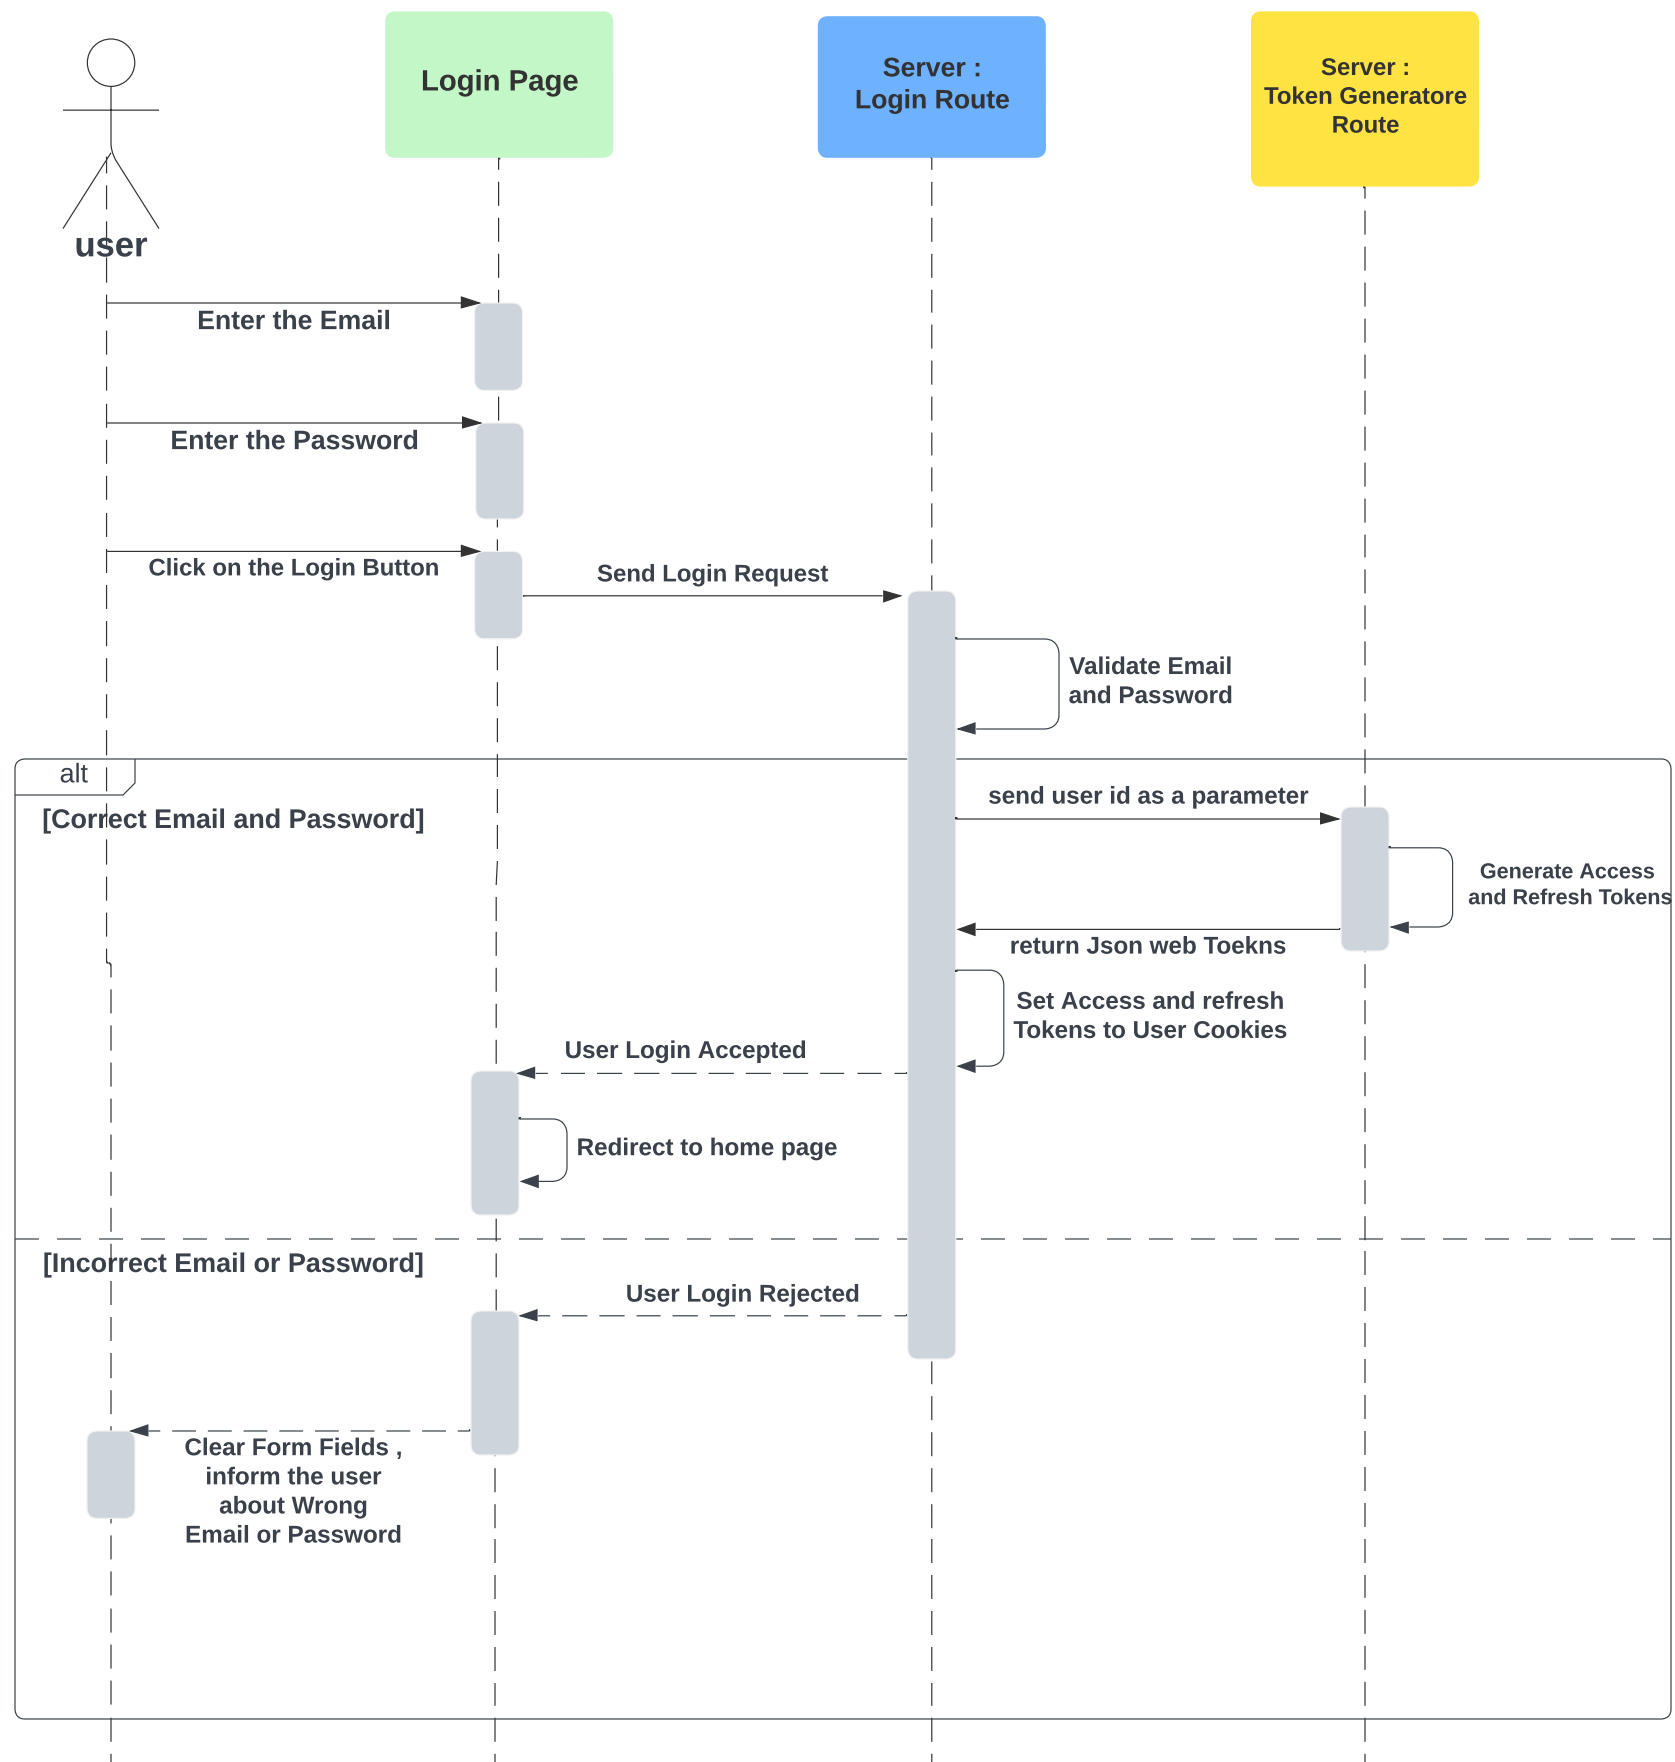 user
Login Page
Server :
Login Route
Server :
Token Generatore
Route
Enter the Email
Enter the Password
Click on the Login Button
Send Login Request
Validate Email
and Password
alt
[Correct Email and Password]
send user id as a parameter
Generate Access
and Refresh Tokens
return Json web Toekns
Set Access and refresh
Tokens to User Cookies
User Login Accepted
Redirect to home page
[Incorrect Email or Password]
User Login Rejected
Clear Form Fields ,
inform the user
about Wrong
Email or Password